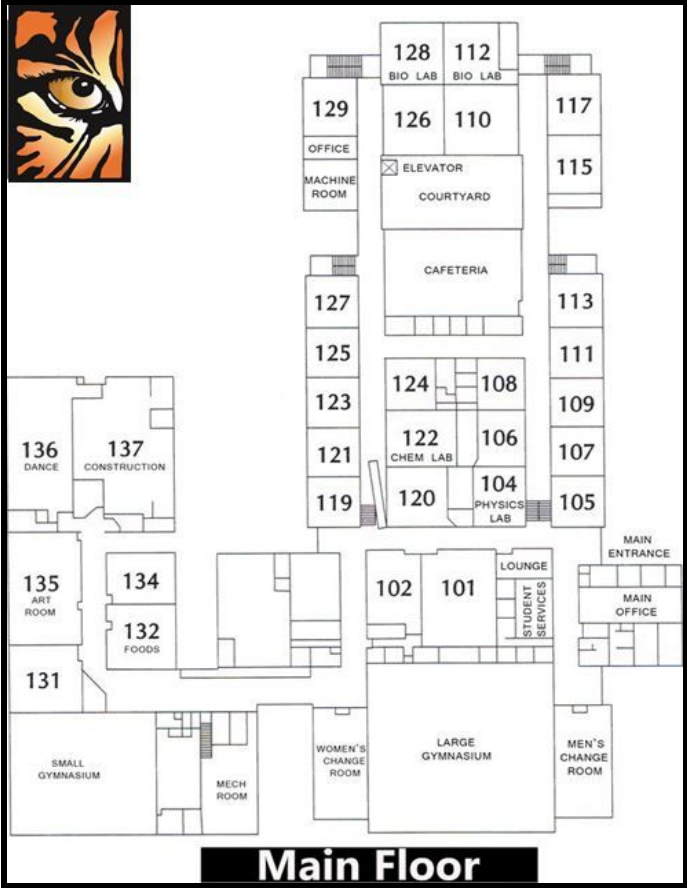 128
BIO LAB
112
BIO LAB
129
126
110
117
OFFICE
115
MACHINE
ROOM
ELEVATOR
COURTYARD
CAFETERIA
127
113
125
111
124
108
123
109
122
CHEM LAB
106
121
107
136
DANCE
137
CONSTRUCTION
119
120
104
PHYSICS
LAB
105
MAIN
ENTRANCE
135
ART
ROOM
134
102
101
LOUNGE
STUDENT
SERVICES
MAIN
OFFICE
132
FOODS
131
SMALL
GYMNASIUM
MECH
ROOM
WOMEN'S
CHANGE
ROOM
LARGE
GYMNASIUM
MEN'S
CHANGE
ROOM
Main Floor